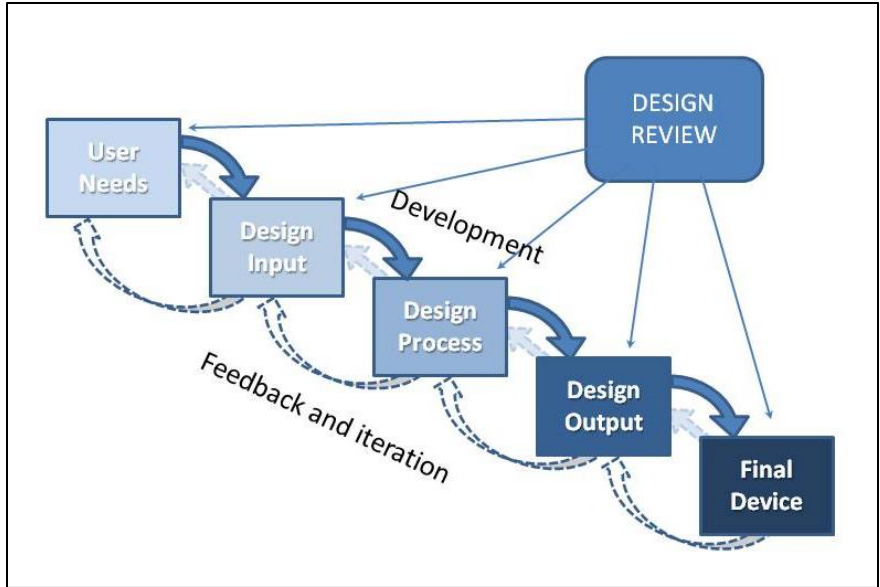 DESIGN
REVIEW
User
Needs
Development
Design
Input
Design
Process
Feedback and iteration
Design
Output
Final
Device